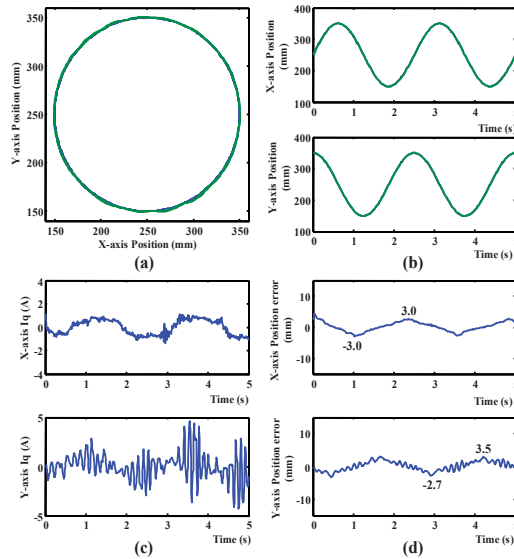 350
300
250
200
150
Y-axis Position (mm)
150 200 250 300 350
X-axis Position (mm)
(a)
400
300
200
100
X-axis Position
(mm)
0 1 2 3 4
Time (s)
400
300
200
100
Y-axis Position
(mm)
0 1 2 3 4
Time (s)
(b)
4
2
0
-2
-4
X-axis Iq (A)
0 1 2 3 4 5
Time (s)
5
0
-5
Y-axis Iq (A)
0 1 2 3 4 5
Time (s)
(c)
10
0
-10
X-axis Position error
(mm)
3.0
-3.0
0 1 2 3 4
Time (s)
10
0
-10
Y-axis Position error
(mm)
3.5
-2.7
0 1 2 3 4
Time (s)
(d)